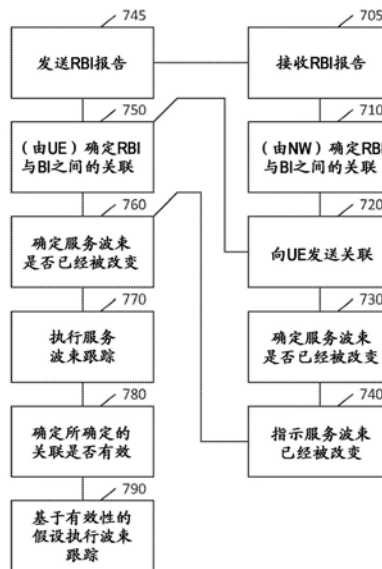 745
发送RBI报告
705
接收RBI报告
750
（由UE）确定RBI
与BI之间的关联
710
（由NW）确定RBI
与BI之间的关联
760
确定服务波束
是否已经被改变
720
向UE发送关联
770
执行服务
波束跟踪
730
确定服务波束
是否已经被改变
780
确定所确定的
关联是否有效
740
指示服务波束
已经被改变
790
基于有效性的
假设执行波束
跟踪